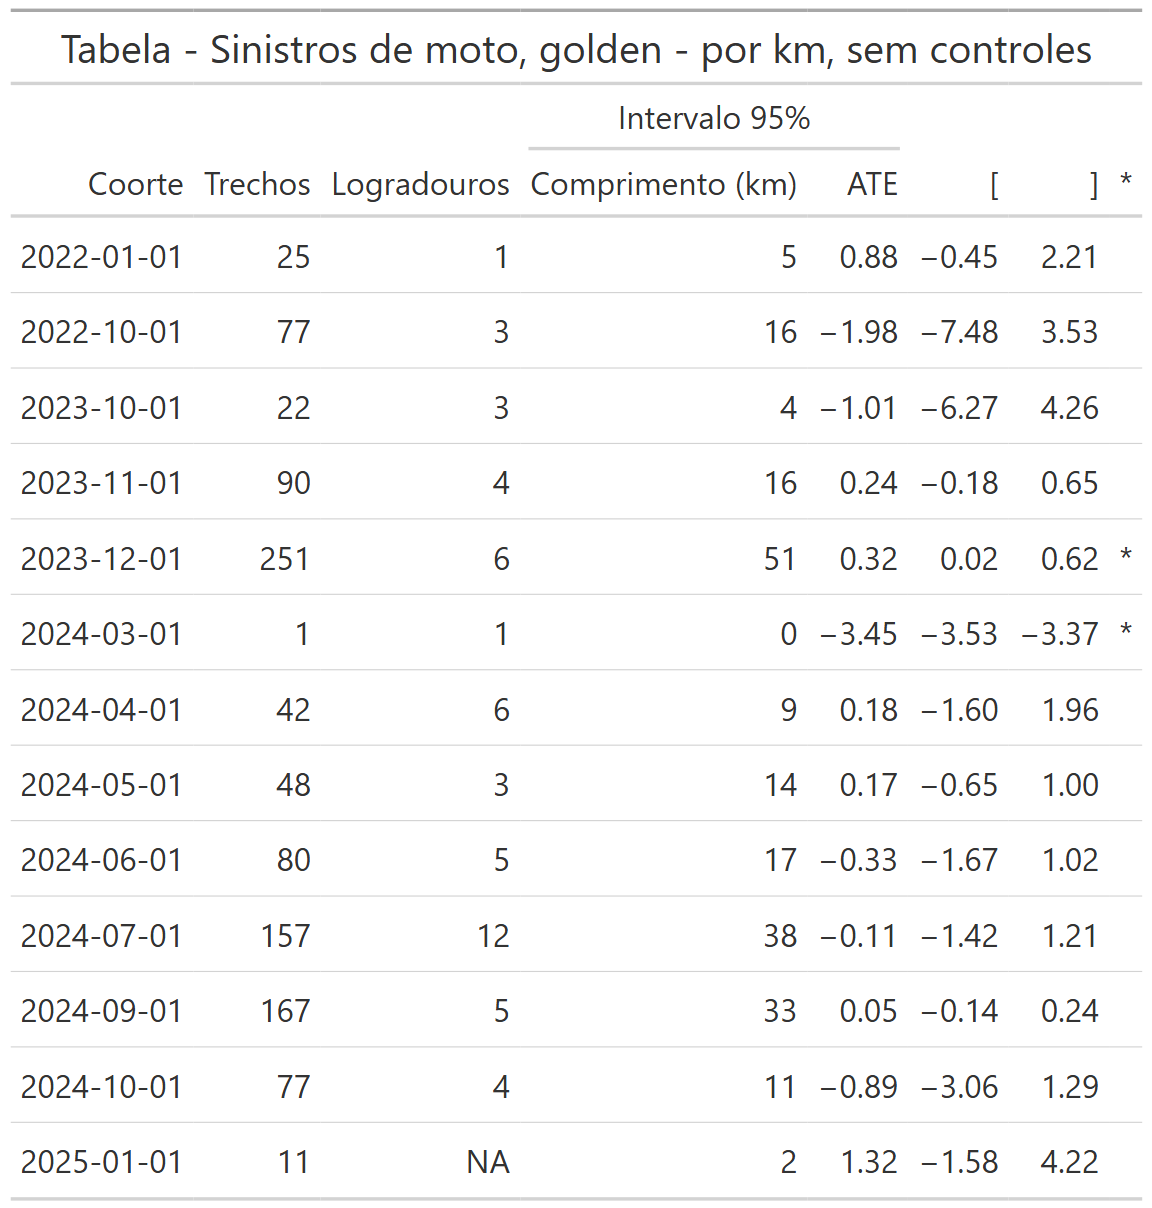 Tabela - Sinistros de moto, golden - por km, sem controles
Intervalo 95%
Coorte Trechos Logradouros Comprimento (km) ATE [ ] *
2022-01-01 25 1 5 0.88 −0.45 2.21
2022-10-01 77 3 16 −1.98 −7.48 3.53
2023-10-01 22 3 4 −1.01 −6.27 4.26
2023-11-01 90 4 16 0.24 −0.18 0.65
2023-12-01 251 6 51 0.32 0.02 0.62 *
2024-03-01 1 1 0 −3.45 −3.53 −3.37 *
2024-04-01 42 6 9 0.18 −1.60 1.96
2024-05-01 48 3 14 0.17 −0.65 1.00
2024-06-01 80 5 17 −0.33 −1.67 1.02
2024-07-01 157 12 38 −0.11 −1.42 1.21
2024-09-01 167 5 33 0.05 −0.14 0.24
2024-10-01 77 4 11 −0.89 −3.06 1.29
2025-01-01 11 NA 2 1.32 −1.58 4.22